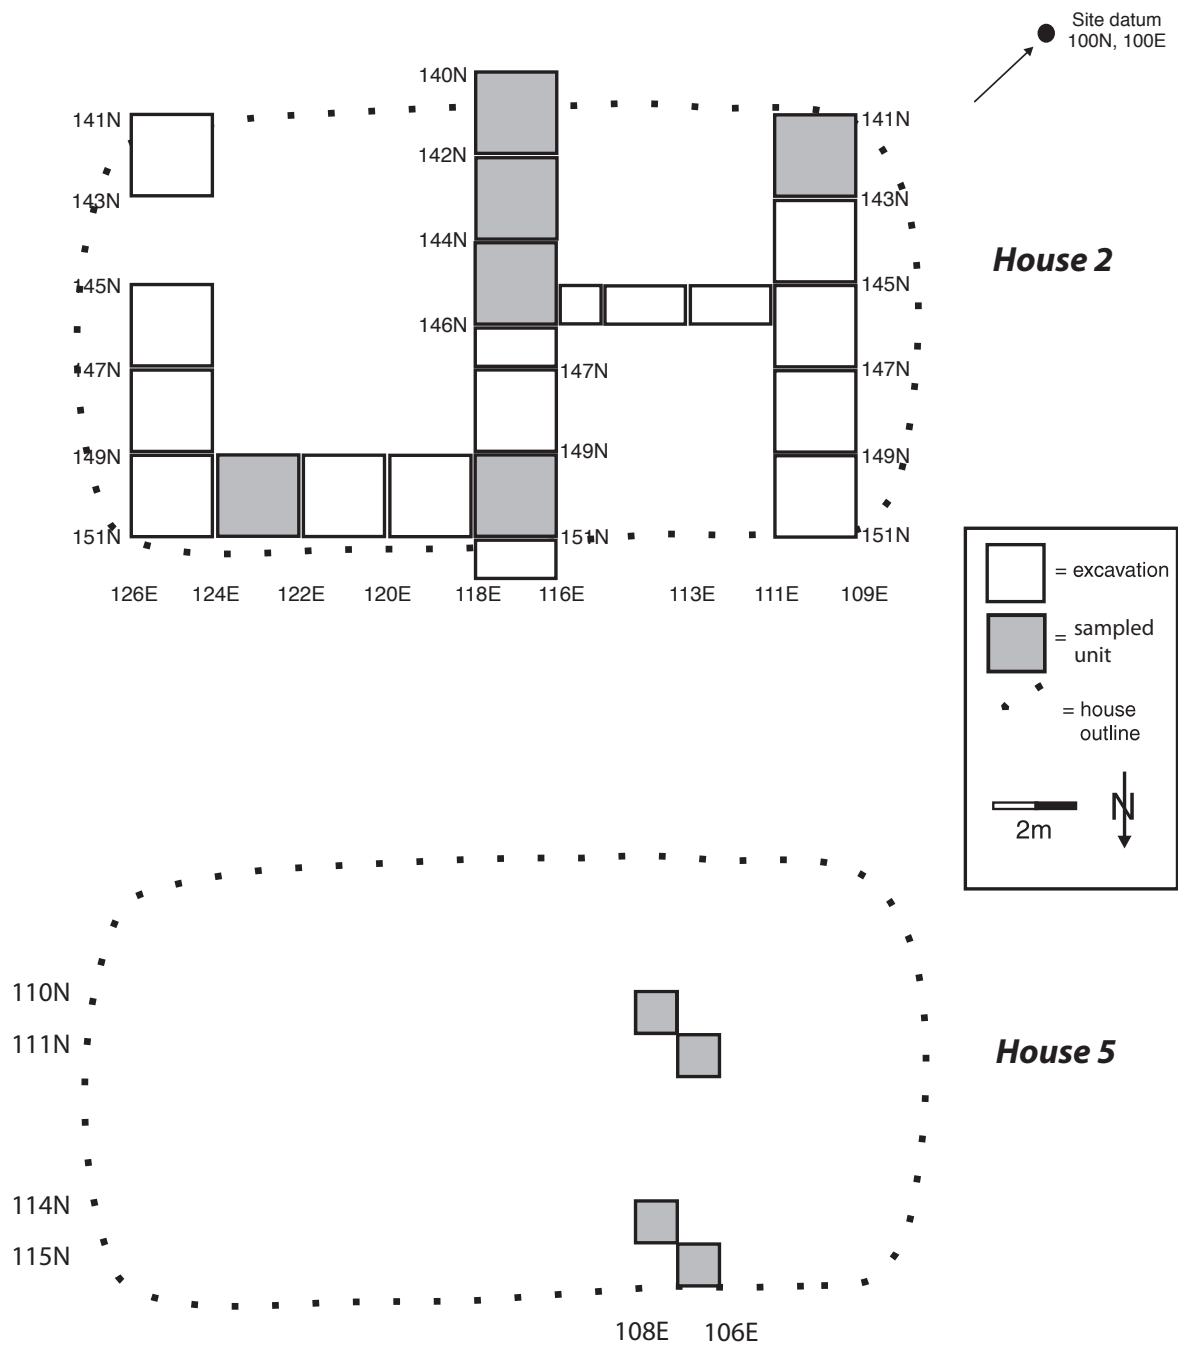 Site datum
100N, 100E
140N
141N
141N
142N
143N
143N
144N
House 2
145N
145N
146N
147N
147N
147N
149N
149N
149N
151N
151N
151N
126E 124E 122E 120E 118E 116E 113E 111E 109E
= excavation
= sampled
unit
= house
outline
2m
N
110N
111N
House 5
114N
115N
108E 106E